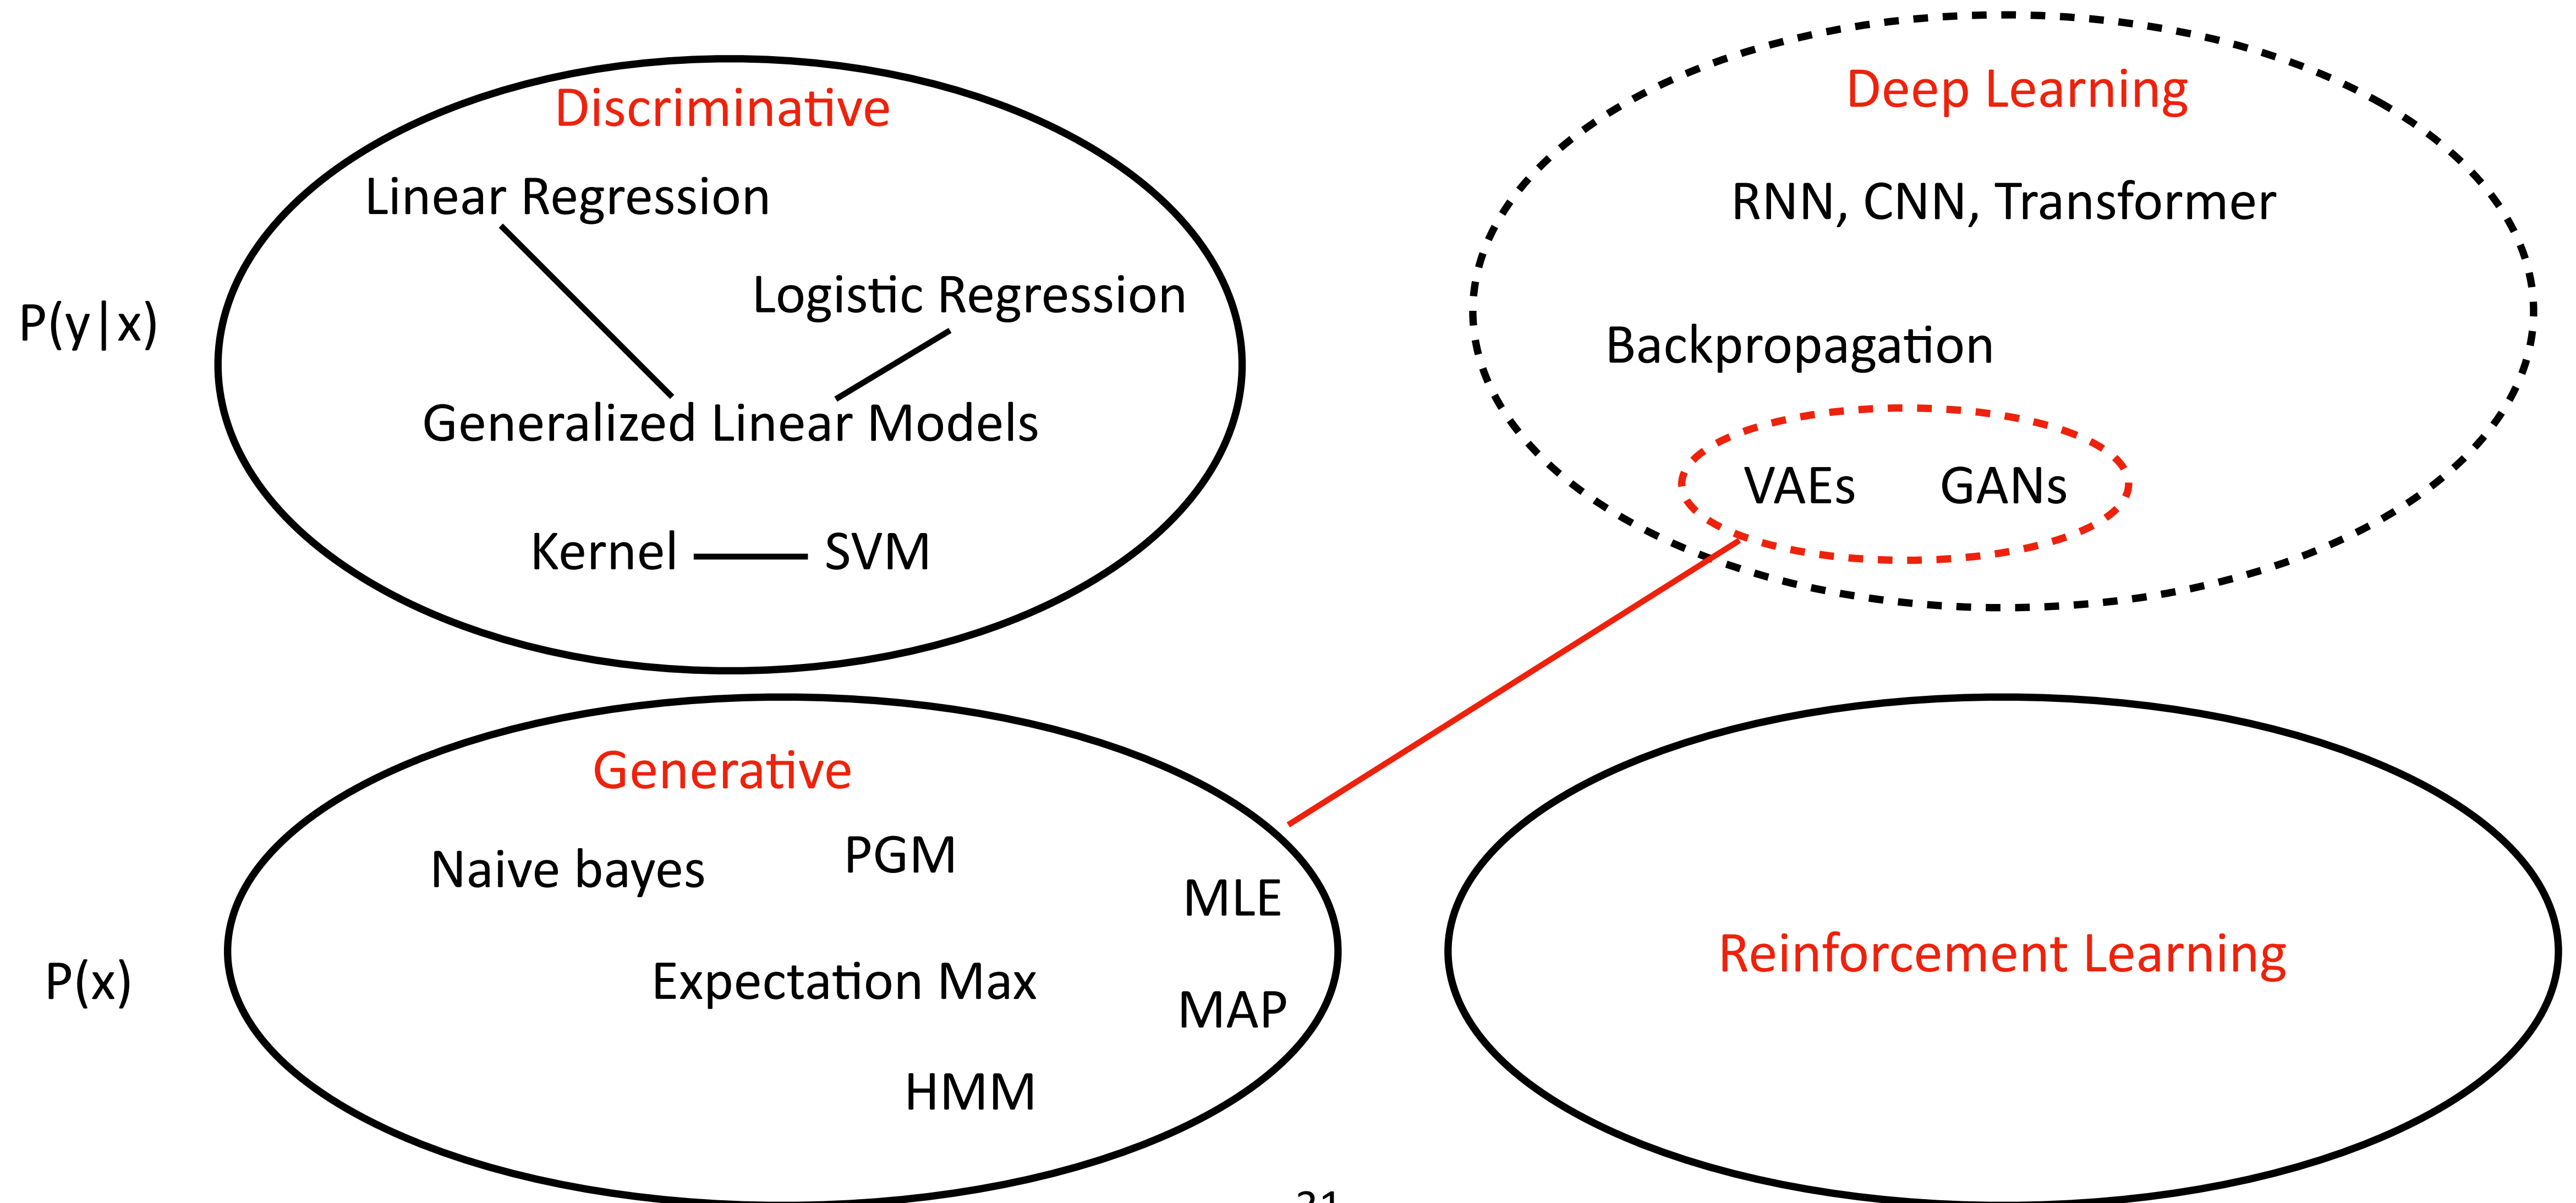 Discriminative
Linear Regression
Logistic Regression
P(y|x)
Generalized Linear Models
Kernel
SVM
Deep Learning
RNN, CNN, Transformer
Backpropagation
VAEs
GANs
Generative
Naive bayes
PGM
MLE
P(x)
Expectation Max
MAP
HMM
Reinforcement Learning